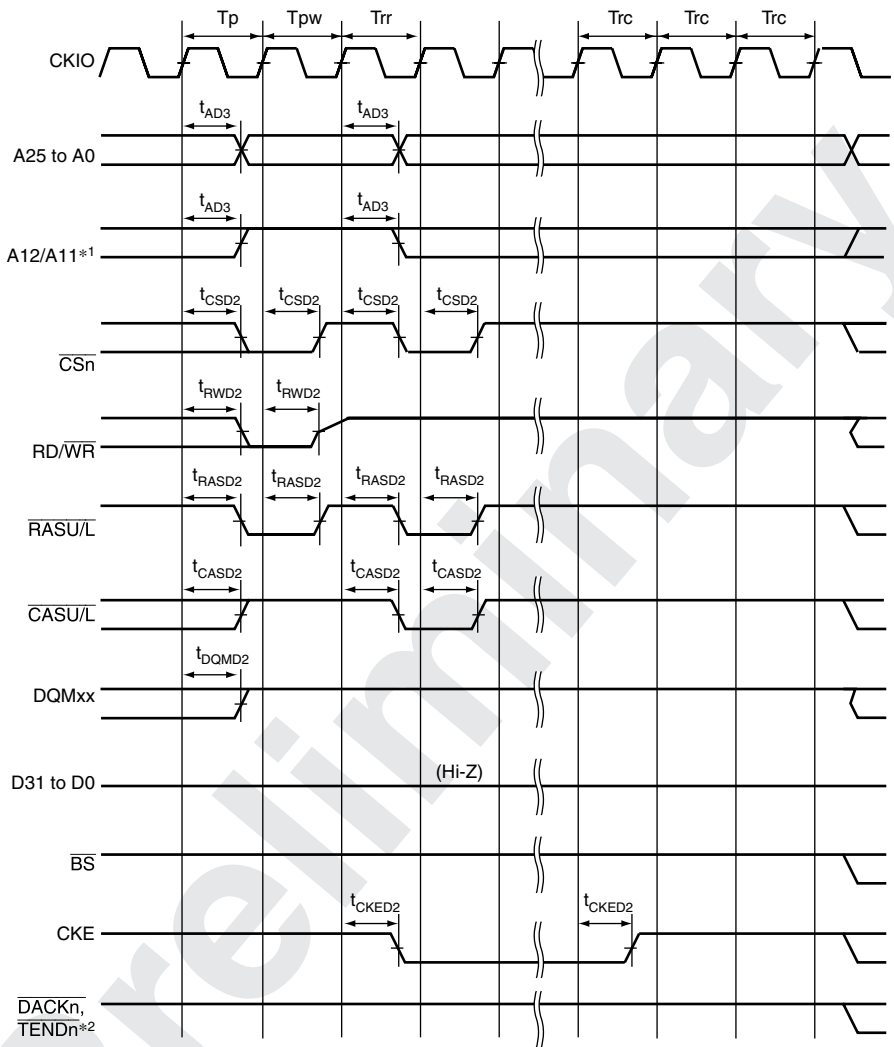 Tp Tpw Trr Trc Trc Trc
CKIO
tAD3 tAD3
A25 to A0
tAD3 tAD3
A12/A11*1
tCSD2 tCSD2 tCSD2 tCSD2
CSn
tRWD2 tRWD2
RD/WR
tRASD2 tRASD2 tRASD2 tRASD2
RASU/L
tCASD2 tCASD2 tCASD2
CASU/L
tDQMD2
DQMxx
(Hi-Z)
D31 to D0
BS
tCKED2 tCKED2
CKE
DACKn,
TENDn*2
Preliminary